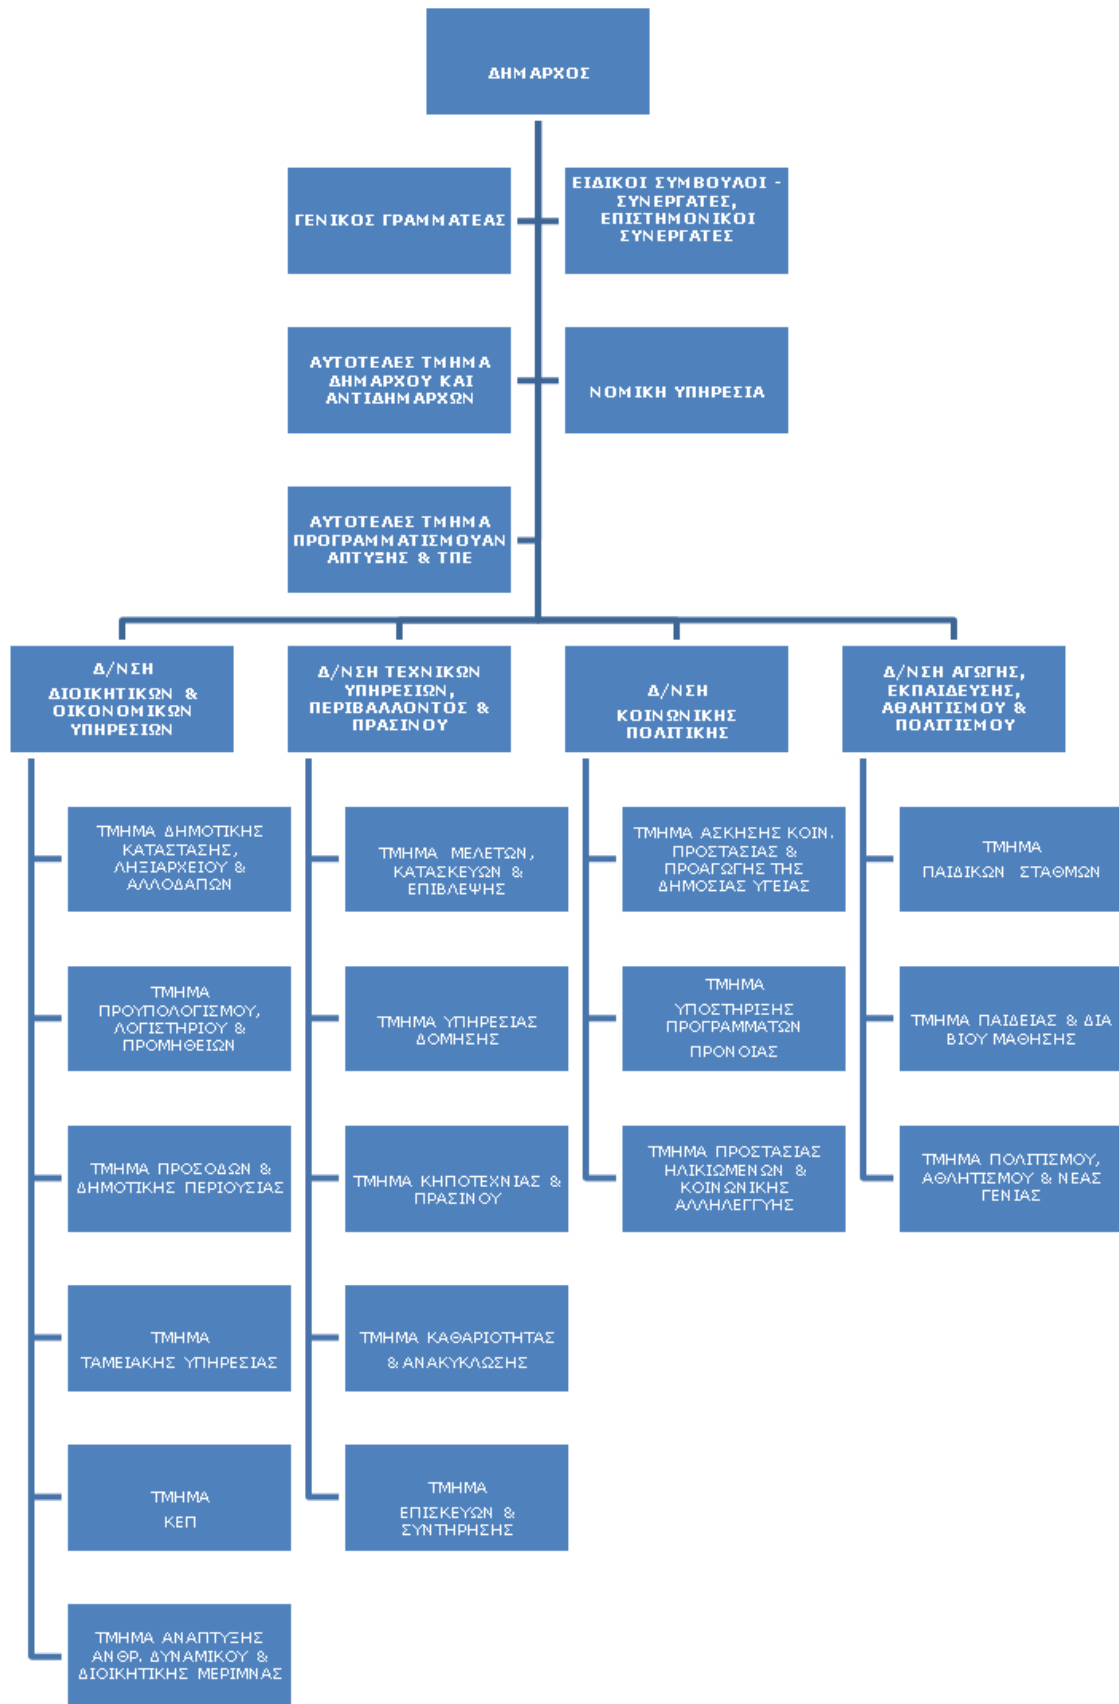 ΔΗΜΑΡΧΟΣ
ΓΕΝΙΚΟΣ ΓΡΑΜΜΑΤΕΑΣ
ΕΙΔΙΚΟΙ ΣΥΜΒΟΥΛΟΙ -
ΣΥΝΕΡΓΑΤΕΣ,
ΕΠΙΣΤΗΜΟΝΙΚΟΙ
ΣΥΝΕΡΓΑΤΕΣ
ΑΥΤΟΤΕΛΕΣ ΤΜΗΜΑ
ΔΗΜΑΡΧΟΥ ΚΑΙ
ΑΝΤΙΔΗΜΑΡΧΩΝ
ΝΟΜΙΚΗ ΥΠΗΡΕΣΙΑ
ΑΥΤΟΤΕΛΕΣ ΤΜΗΜΑ
ΠΡΟΓΡΑΜΜΑΤΙΣΜΟΥΑΝ
ΑΠΤΥΞΗΣ & ΤΠΕ
Δ/ΝΣΗ
ΔΙΟΙΚΗΤΙΚΩΝ &
ΟΙΚΟΝΟΜΙΚΩΝ
ΥΠΗΡΕΣΙΩΝ
Δ/ΝΣΗ ΤΕΧΝΙΚΩΝ
ΥΠΗΡΕΣΙΩΝ,
ΠΕΡΙΒΑΛΛΟΝΤΟΣ &
ΠΡΑΣΙΝΟΥ
Δ/ΝΣΗ
ΚΟΙΝΩΝΙΚΗΣ
ΠΟΛΙΤΙΚΗΣ
Δ/ΝΣΗ ΑΓΩΓΗΣ,
ΕΚΠΑΙΔΕΥΣΗΣ,
ΑΘΛΗΤΙΣΜΟΥ &
ΠΟΛΙΤΙΣΜΟΥ
ΤΜΗΜΑ ΔΗΜΟΤΙΚΗΣ
ΚΑΤΑΣΤΑΣΗΣ,
ΛΗΞΙΑΡΧΕΙΟΥ &
ΑΛΛΟΔΑΠΩΝ
ΤΜΗΜΑ ΜΕΛΕΤΩΝ,
ΚΑΤΑΣΚΕΥΩΝ &
ΕΠΙΒΛΕΨΗΣ
ΤΜΗΜΑ ΑΣΚΗΣΗΣ ΚΟΙΝ.
ΠΡΟΣΤΑΣΙΑΣ &
ΠΡΟΑΓΩΓΗΣ ΤΗΣ
ΔΗΜΟΣΙΑΣ ΥΓΕΙΑΣ
ΤΜΗΜΑ
ΠΑΙΔΙΚΩΝ ΣΤΑΘΜΩΝ
ΤΜΗΜΑ
ΠΡΟΥΠΟΛΟΓΙΣΜΟΥ,
ΛΟΓΙΣΤΗΡΙΟΥ &
ΠΡΟΜΗΘΕΙΩΝ
ΤΜΗΜΑ ΥΠΗΡΕΣΙΑΣ
ΔΟΜΗΣΗΣ
ΤΜΗΜΑ
ΥΠΟΣΤΗΡΙΞΗΣ
ΠΡΟΓΡΑΜΜΑΤΩΝ
ΠΡΟΝΟΙΑΣ
ΤΜΗΜΑ ΠΑΙΔΕΙΑΣ & ΔΙΑ
ΒΙΟΥ ΜΑΘΗΣΗΣ
ΤΜΗΜΑ ΠΡΟΣΟΔΩΝ &
ΔΗΜΟΤΙΚΗΣ ΠΕΡΙΟΥΣΙΑΣ
ΤΜΗΜΑ ΚΗΠΟΤΕΧΝΙΑΣ &
ΠΡΑΣΙΝΟΥ
ΤΜΗΜΑ ΠΡΟΣΤΑΣΙΑΣ
ΗΛΙΚΙΩΜΕΝΩΝ &
ΚΟΙΝΩΝΙΚΗΣ
ΑΛΛΗΛΕΓΓΥΗΣ
ΤΜΗΜΑ ΠΟΛΙΤΙΣΜΟΥ,
ΑΘΛΗΤΙΣΜΟΥ & ΝΕΑΣ
ΓΕΝΙΑΣ
ΤΜΗΜΑ
ΤΑΜΕΙΑΚΗΣ ΥΠΗΡΕΣΙΑΣ
ΤΜΗΜΑ ΚΑΘΑΡΙΟΤΗΤΑΣ
& ΑΝΑΚΥΚΛΩΣΗΣ
ΤΜΗΜΑ
ΚΕΠ
ΤΜΗΜΑ
ΕΠΙΣΚΕΥΩΝ &
ΣΥΝΤΗΡΗΣΗΣ
ΤΜΗΜΑ ΑΝΑΠΤΥΞΗΣ
ΑΝΘΡ. ΔΥΝΑΜΙΚΟΥ &
ΔΙΟΙΚΗΤΙΚΗΣ ΜΕΡΙΜΝΑΣ